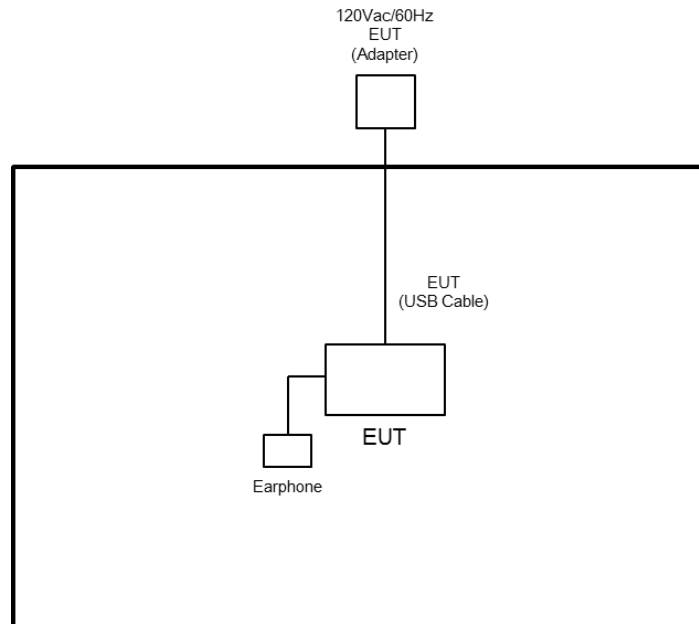 120Vac/60Hz
EUT
(Adapter)
EUT
(USB Cable)
EUT
Earphone